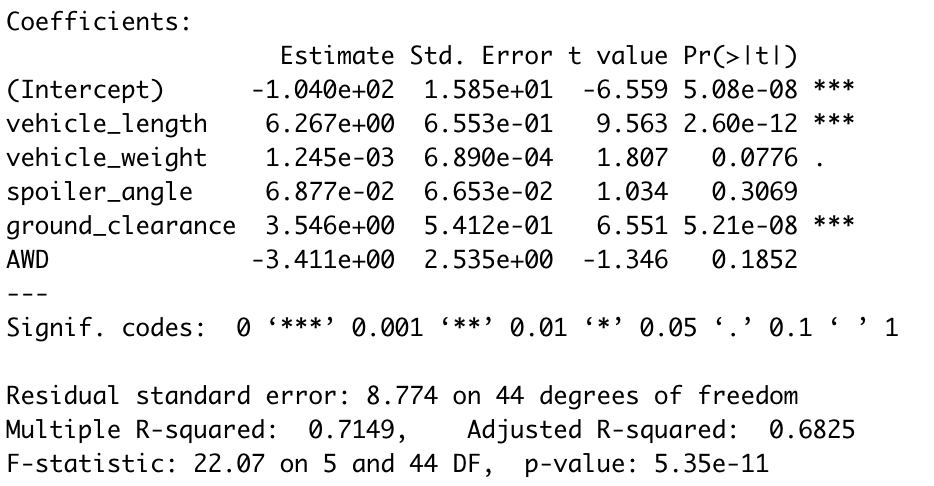 Coefficients:
                   Estimate Std. Error t value Pr(>|t|)
(Intercept)      -1.040e+02  1.585e+01  -6.559 5.08e-08 ***
vehicle_length    6.267e+00  6.553e-01   9.563 2.60e-12 ***
vehicle_weight    1.245e-03  6.890e-04   1.807   0.0776 .
spoiler_angle     6.877e-02  6.653e-02   1.034   0.3069
ground_clearance  3.546e+00  5.412e-01   6.551 5.21e-08 ***
AWD              -3.411e+00  2.535e+00  -1.346   0.1852
---
Signif. codes:  0 ‘***’ 0.001 ‘**’ 0.01 ‘*’ 0.05 ‘.’ 0.1 ‘ ’ 1
Residual standard error: 8.774 on 44 degrees of freedom
Multiple R-squared:  0.7149,    Adjusted R-squared:  0.6825
F-statistic: 22.07 on 5 and 44 DF,  p-value: 5.35e-11